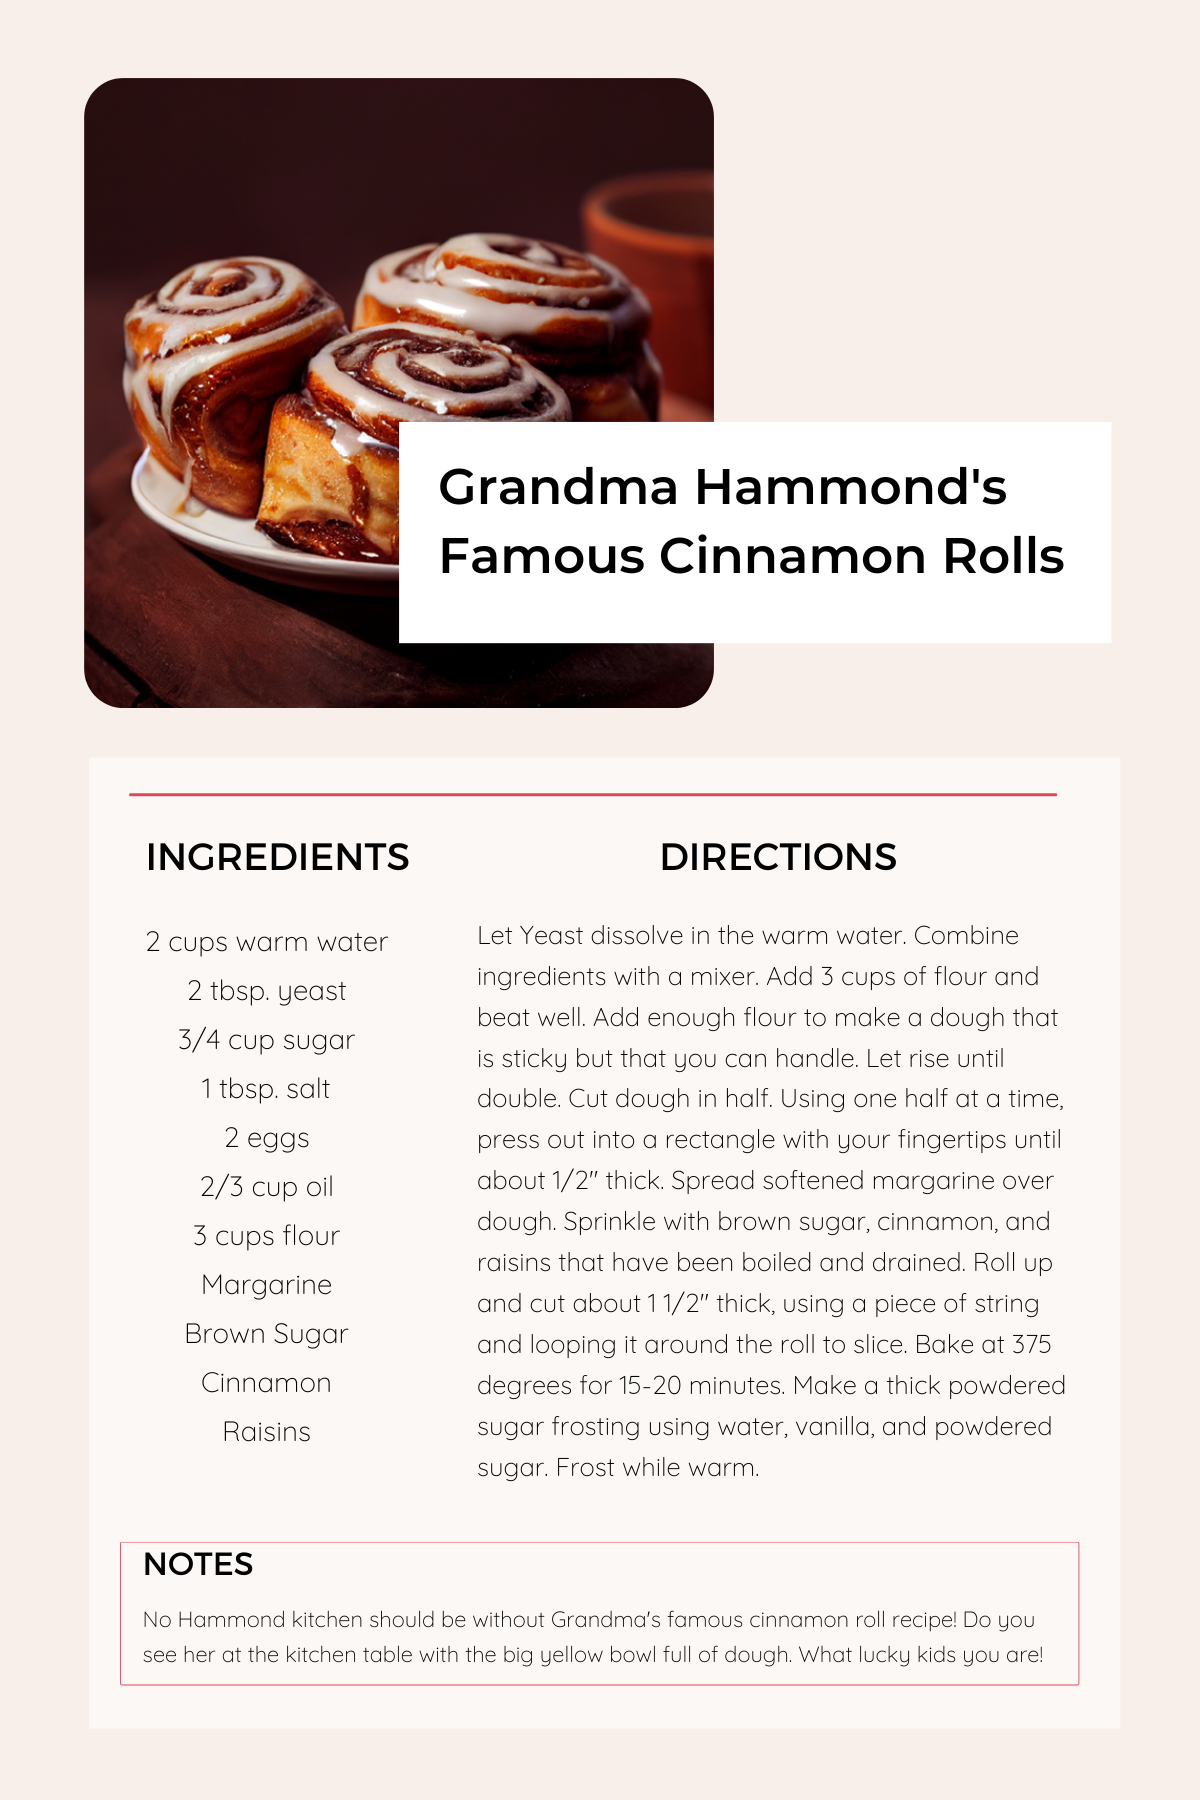 Grandma Hammond's
Famous Cinnamon Rolls
INGREDIENTS
2 cups warm water
2 tbsp. yeast
3/4 cup sugar
1 tbsp. salt
2 eggs
2/3 cup oil
3 cups flour
Margarine
Brown Sugar
Cinnamon
Raisins
DIRECTIONS
Let Yeast dissolve in the warm water. Combine
ingredients with a mixer. Add 3 cups of flour and
beat well. Add enough flour to make a dough that
is sticky but that you can handle. Let rise until
double. Cut dough in half. Using one half at a time,
press out into a rectangle with your fingertips until
about 1/2" thick. Spread softened margarine over
dough. Sprinkle with brown sugar, cinnamon, and
raisins that have been boiled and drained. Roll up
and cut about 1 1/2" thick, using a piece of string
and looping it around the roll to slice. Bake at 375
degrees for 15-20 minutes. Make a thick powdered
sugar frosting using water, vanilla, and powdered
sugar. Frost while warm.
NOTES
No Hammond kitchen should be without Grandma's famous cinnamon roll recipe! Do you
see her at the kitchen table with the big yellow bowl full of dough. What lucky kids you are!